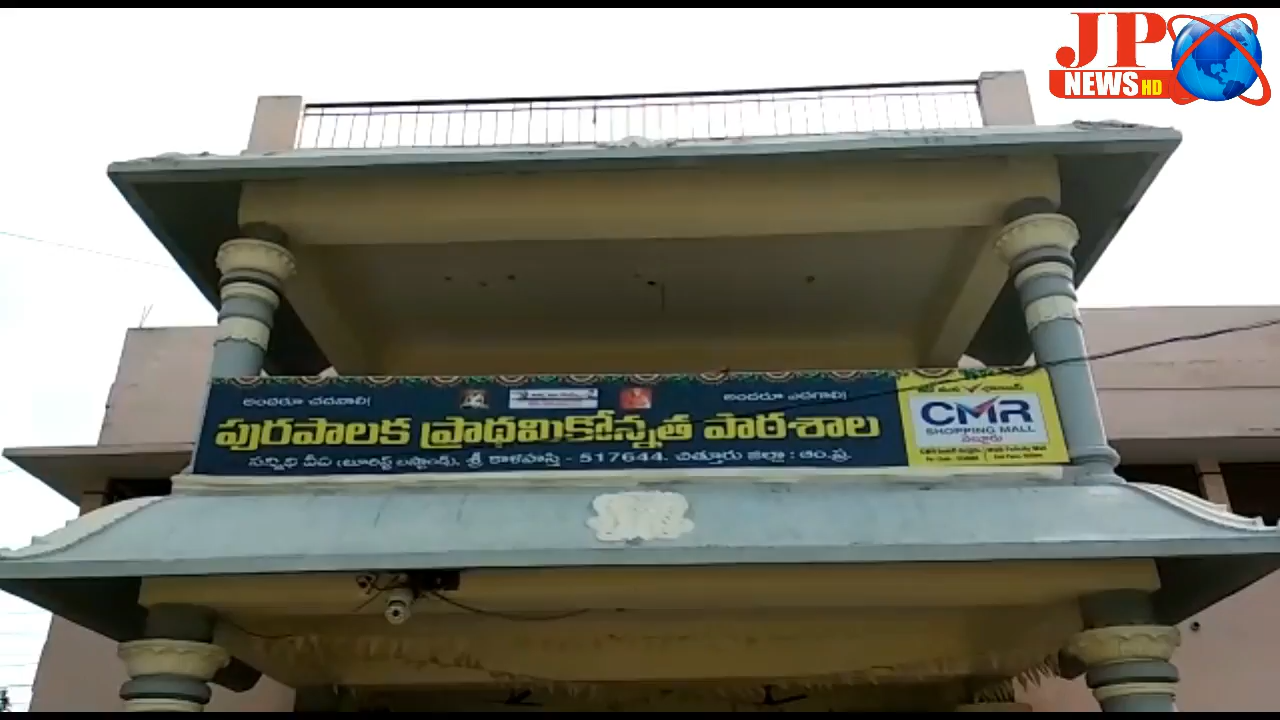 JP
NEWS HD
అందరూ చదవాలి!
అందరూ ఎదగాలి!
పురపాలక ప్రాథమికోన్నత పాఠశాల
సన్నిధి వీధి (టూరిస్ట్ బస్టాండ్), శ్రీ కాళహస్తి - 517644. చిత్తూరు జిల్లా : ఆం.ప్ర.
CMR
SHOPPING MALL
నెల్లూరు